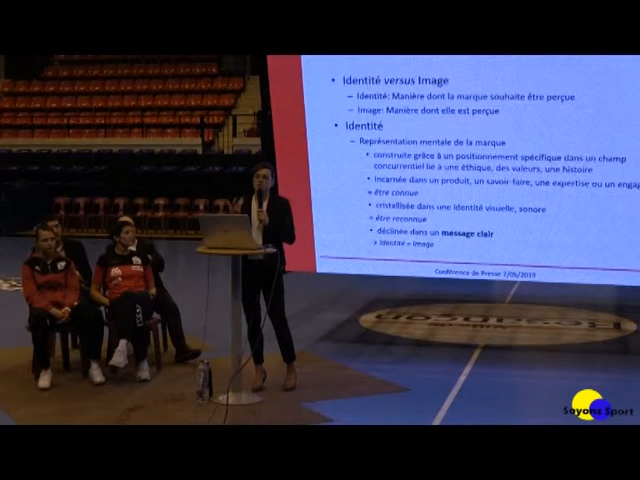 • Identité versus Image
– Identité: Manière dont la marque souhaite être perçue
– Image: Manière dont elle est perçue
• Identité
– Représentation mentale de la marque
• construite grâce à un positionnement spécifique dans un champ
concurrentiel lie à une éthique, des valeurs, une histoire
• Incarnée dans un produit, un savoir-faire, une expertise ou un engag
= être connue
• cristallisée dans une identité visuelle, sonore
= être reconnue
• déclinée dans un message clair
→ Identité = Image
Conférence de Presse 7/05/2019
Besançon
Soyons Sport